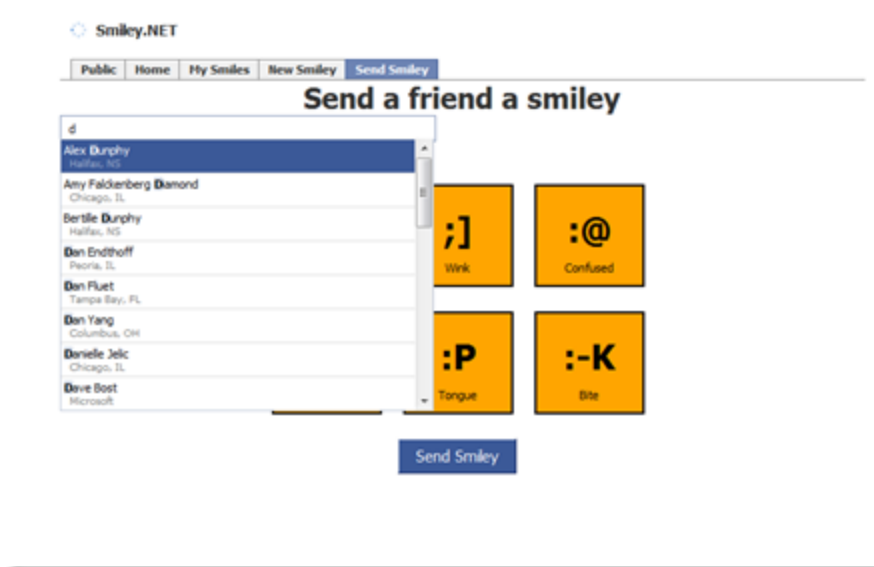 Smiley.NET
Public Home My Smiles New Smiley Send Smiley
Send a friend a smiley
d
Alex Dunphy
Halifax, NS
Amy Falckenberg Diamond
Chicago, IL
Bertille Dunphy
Halifax, NS
Dan Endthoff
Peoria, IL
Dan Fluet
Tampa Bay, FL
Dan Yang
Columbus, OH
Danielle Jelic
Chicago, IL
Dave Bost
Microsoft
;] :@
Wink Confused
:P :-K
Tongue Bite
Send Smiley